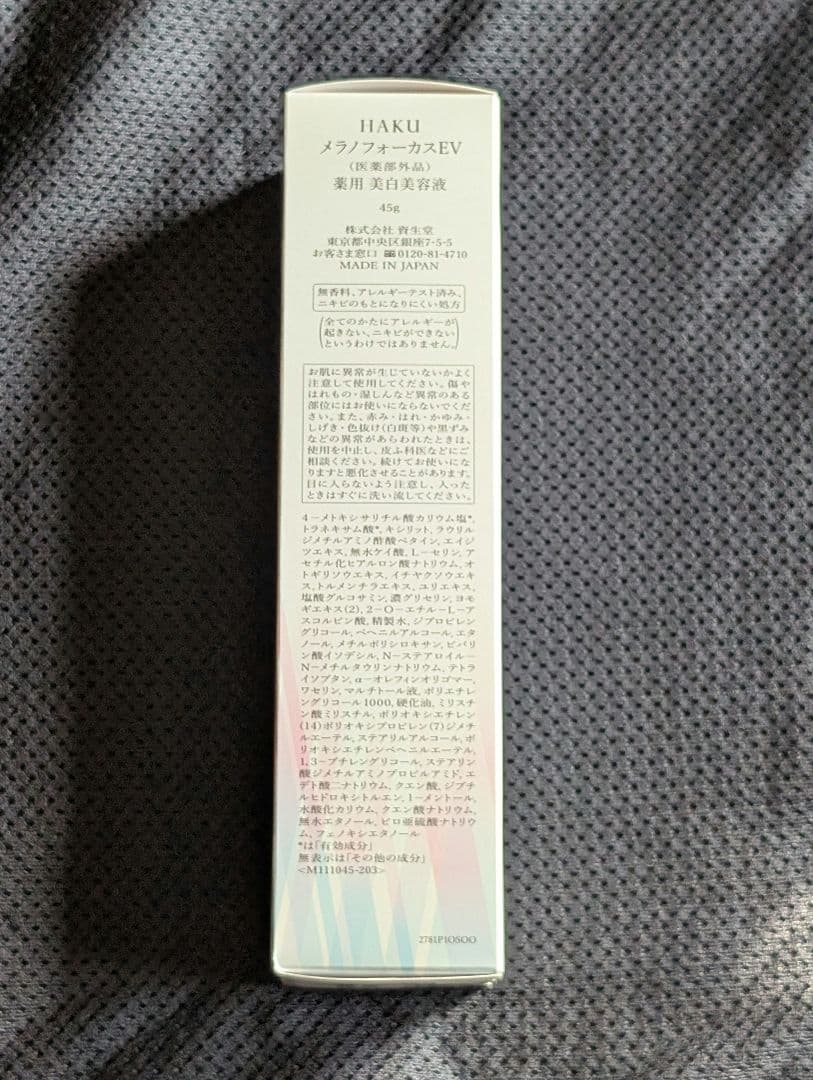 HAKU
メラノフォーカスEV
(医薬部外品)
薬用 美白美容液
45g
株式会社 資生堂
東京都中央区銀座7-5-5
お客さま窓口 0120-81-4710
MADE IN JAPAN
無香料、アレルギーテスト済み、
ニキビのもとになりにくい処方
(全てのかたにアレルギーが
起きない、ニキビができない
というわけではありません。)
お肌に異常が生じていないかよく
注意して使用してください。傷や
はれもの・湿しんなど異常のある
部位にはお使いにならないでくだ
さい。また、赤み・はれ・かゆみ・
しげき・色抜け(白斑等)や黒ずみ
などの異常があらわれたときは、
使用を中止し、皮ふ科医などにご
相談ください。続けてお使いにな
りますと悪化させることがあります。
目に入らないよう注意し、入った
ときはすぐに洗い流してください。
4-メトキシサリチル酸カリウム塩*,
トラネキサム酸*, キシリット, ラウリル
ジメチルアミノ酢酸ベタイン, エイジ
ツエキス, 無水ケイ酸, L-セリン, ア
セチル化ヒアルロン酸ナトリウム, オ
トギリソウエキス, イチヤクソウエキ
ス, トルメンチラエキス, ユリエキス,
塩酸グルコサミン, 濃グリセリン, ヨモ
ギエキス(2), 2-O-エチル-L-ア
スコルビン酸, 精製水, ジプロピレン
グリコール, ベヘニルアルコール, エタ
ノール, メチルポリシロキサン, ピバリ
ン酸イソデシル, N-ステアロイル-
N-メチルタウリンナトリウム, テトラ
イソブタン, α-オレフィンオリゴマー,
ワセリン, マルチトール液, ポリエチレ
ングリコール1000, 硬化油, ミリスチ
ン酸ミリスチル, ポリオキシエチレン
(14)ポリオキシプロピレン(7)ジメチ
ルエーテル, ステアリルアルコール, ポ
リオキシエチレンベヘニルエーテル,
1,3-ブチレングリコール, ステアリン
酸ジメチルアミノプロピルアミド, エ
デト酸二ナトリウム, クエン酸, ジブチ
ルヒドロキシトルエン, l-メントール,
水酸化カリウム, クエン酸ナトリウム,
無水エタノール, ピロ亜硫酸ナトリウ
ム, フェノキシエタノール
*は「有効成分」
無表示は「その他の成分」
<M111045-203>
2781P1OSOO